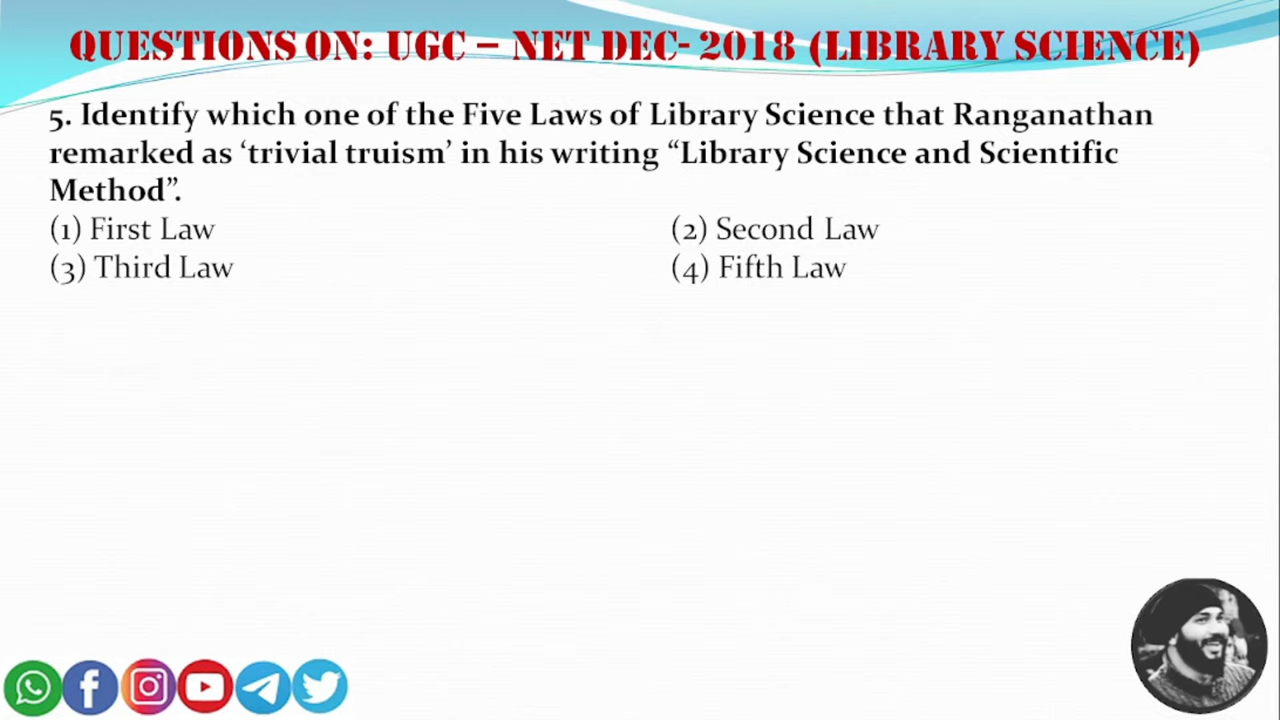 QUESTIONS ON: UGC – NET DEC- 2018 (LIBRARY SCIENCE)
5. Identify which one of the Five Laws of Library Science that Ranganathan
remarked as ‘trivial truism’ in his writing “Library Science and Scientific
Method”.
(1) First Law (2) Second Law
(3) Third Law (4) Fifth Law